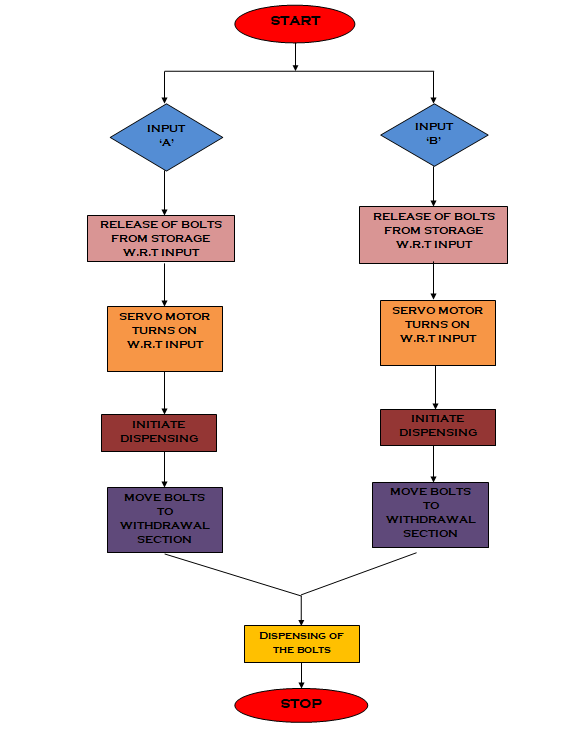 START
INPUT
‘A’
INPUT
‘B’
RELEASE OF BOLTS
FROM STORAGE
W.R.T INPUT
RELEASE OF BOLTS
FROM STORAGE
W.R.T INPUT
SERVO MOTOR
TURNS ON
W.R.T INPUT
SERVO MOTOR
TURNS ON
W.R.T INPUT
INITIATE
DISPENSING
INITIATE
DISPENSING
MOVE BOLTS
TO
WITHDRAWAL
SECTION
MOVE BOLTS
TO
WITHDRAWAL
SECTION
Dispensing of
the bolts
STOP